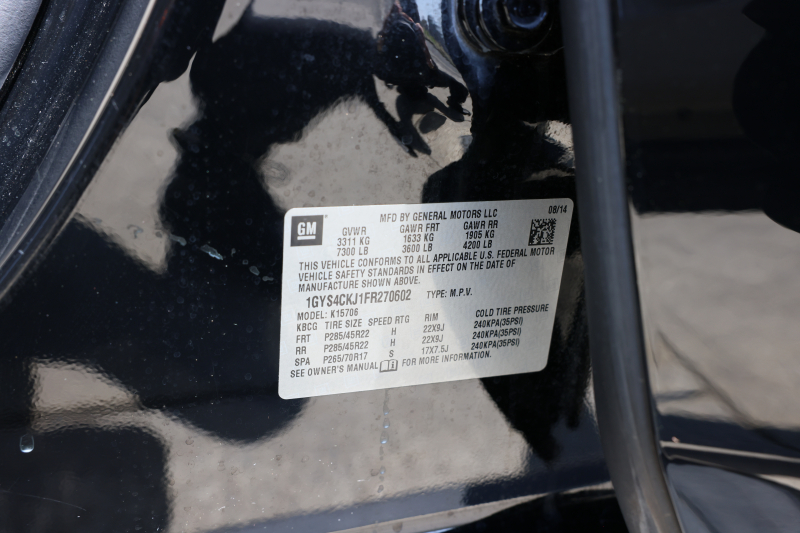 GM
MFD BY GENERAL MOTORS LLC 08/14
GVWR GAWR FRT GAWR RR
3311 KG 1633 KG 1905 KG
7300 LB 3600 LB 4200 LB
THIS VEHICLE CONFORMS TO ALL APPLICABLE U.S. FEDERAL MOTOR
VEHICLE SAFETY STANDARDS IN EFFECT ON THE DATE OF
MANUFACTURE SHOWN ABOVE.
1GYS4CKJ1FR270602 TYPE: M.P.V.
MODEL: K15706
KBCG TIRE SIZE SPEED RTG RIM COLD TIRE PRESSURE
FRT P285/45R22 H 22X9J 240KPA(35PSI)
RR P285/45R22 H 22X9J 240KPA(35PSI)
SPA P265/70R17 S 17X7.5J 240KPA(35PSI)
SEE OWNER'S MANUAL FOR MORE INFORMATION.